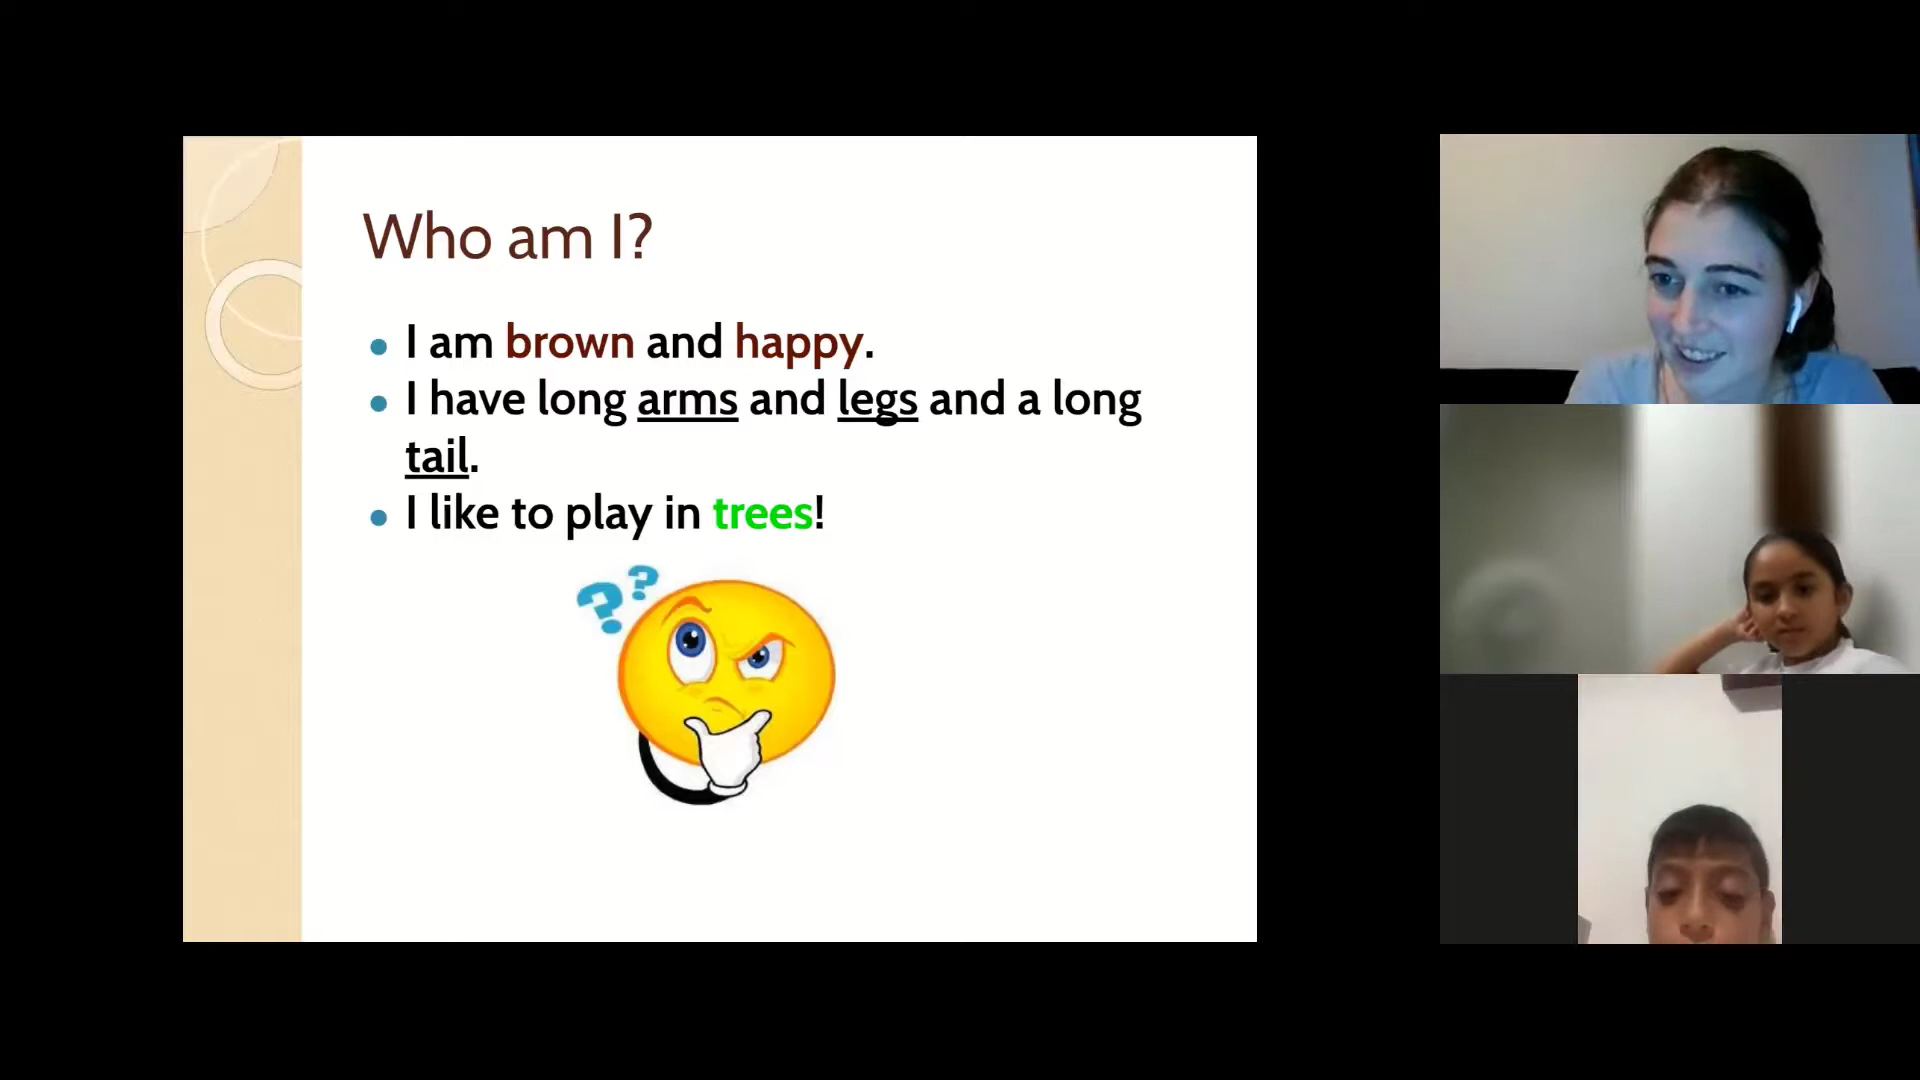 Who am I?
• I am brown and happy.
• I have long arms and legs and a long
tail.
• I like to play in trees!
? ?